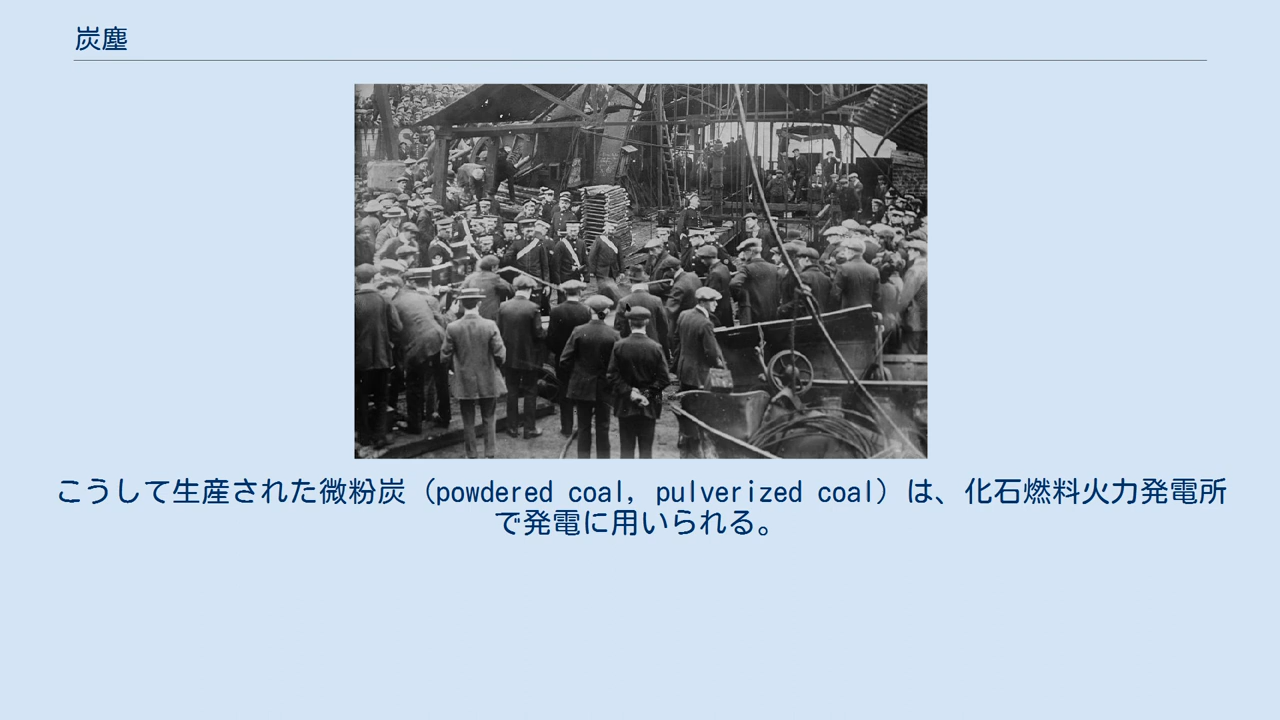 炭塵
こうして生産された微粉炭（powdered coal, pulverized coal）は、化石燃料火力発電所
で発電に用いられる。